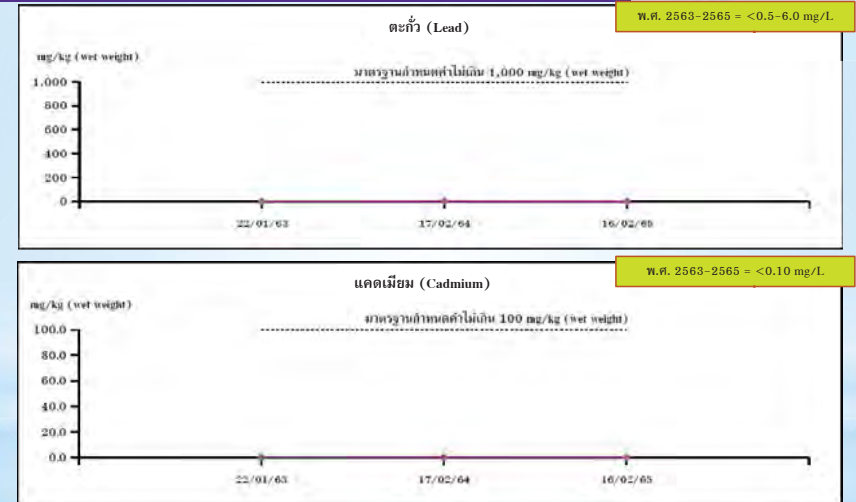 ตะกั่ว (Lead)
พ.ศ. 2563-2565 = <0.5-6.0 mg/L
mg/kg (wet weight)
มาตรฐานกำหนดค่าไม่เกิน 1,000 mg/kg (wet weight)
1,000
800
600
400
200
0
22/01/63 17/02/64 16/02/65
แคดเมียม (Cadmium)
พ.ศ. 2563-2565 = <0.10 mg/L
mg/kg (wet weight)
มาตรฐานกำหนดค่าไม่เกิน 100 mg/kg (wet weight)
100.0
80.0
60.0
40.0
20.0
0.0
22/01/63 17/02/64 16/02/65